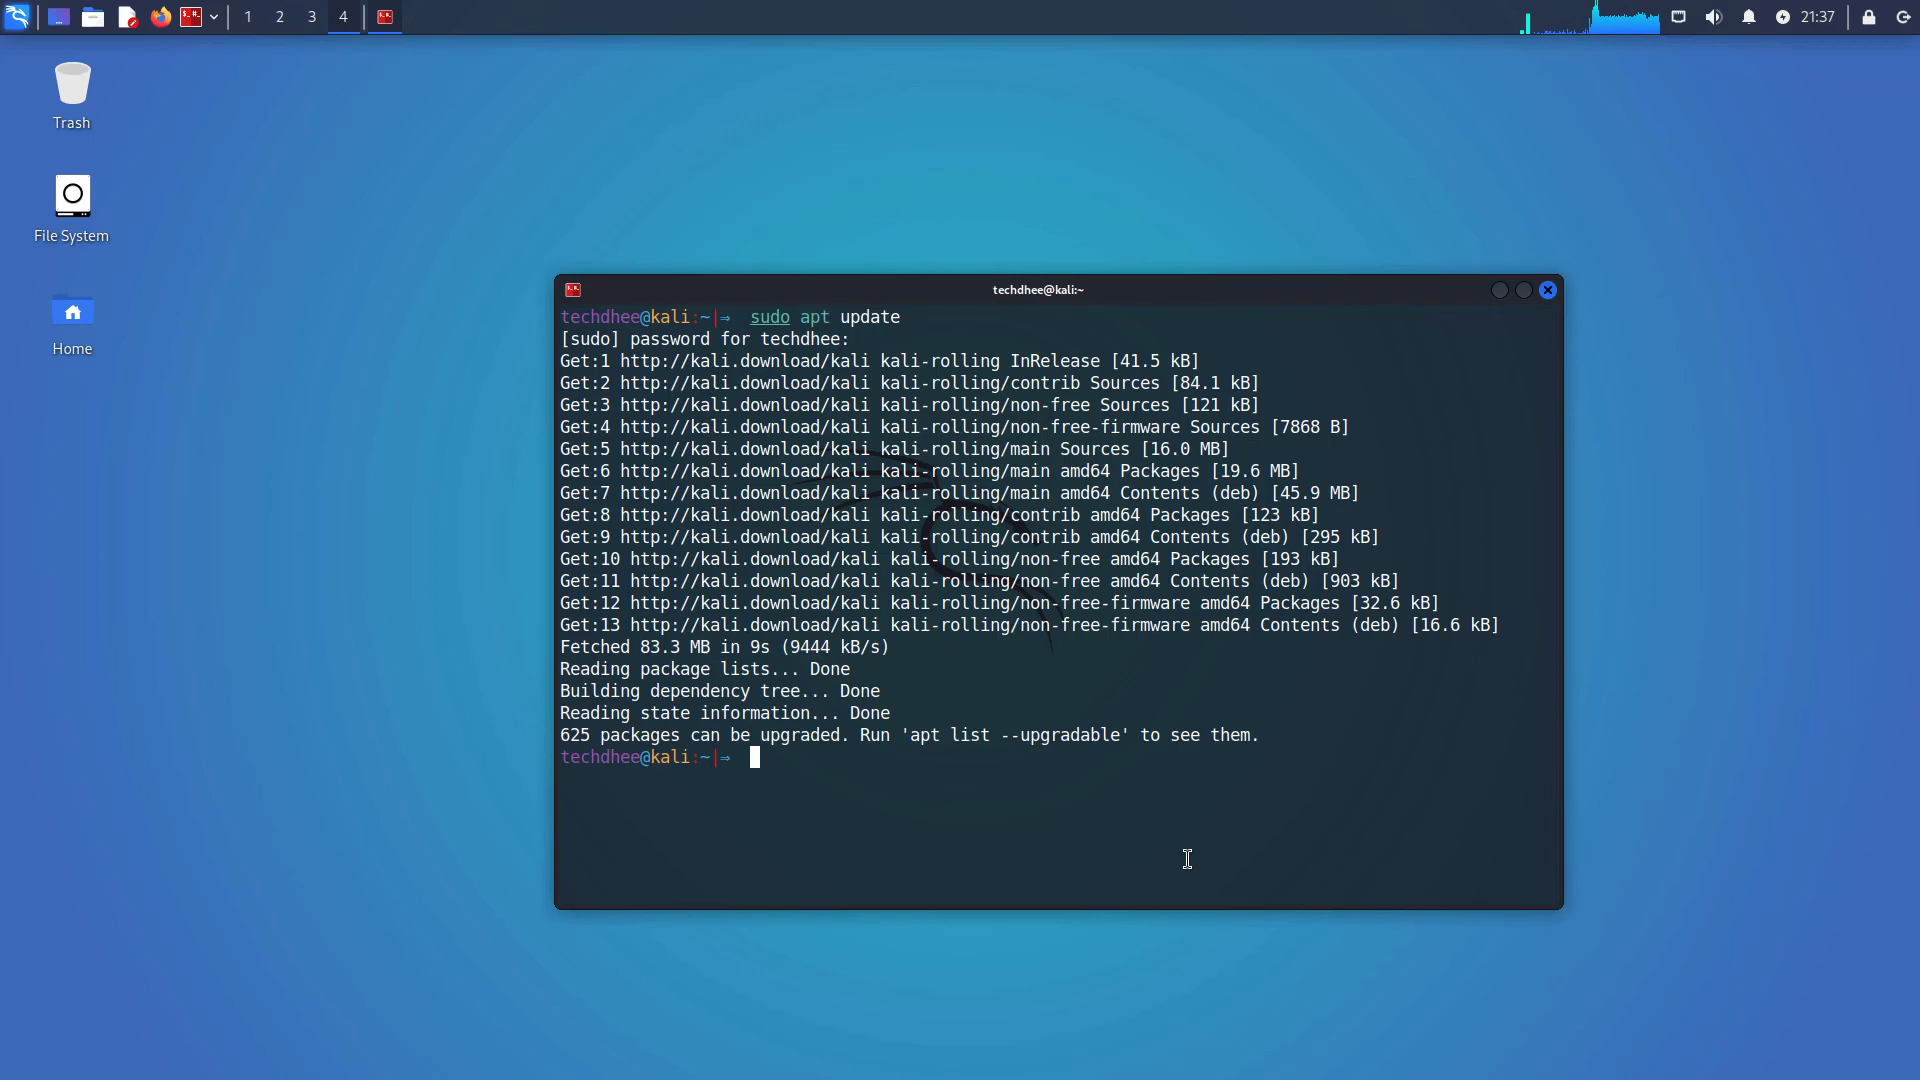 1 2 3 4
21:37
Trash
File System
Home
techdhee@kali:~
techdhee@kali:~|⇒ sudo apt update
[sudo] password for techdhee:
Get:1 http://kali.download/kali kali-rolling InRelease [41.5 kB]
Get:2 http://kali.download/kali kali-rolling/contrib Sources [84.1 kB]
Get:3 http://kali.download/kali kali-rolling/non-free Sources [121 kB]
Get:4 http://kali.download/kali kali-rolling/non-free-firmware Sources [7868 B]
Get:5 http://kali.download/kali kali-rolling/main Sources [16.0 MB]
Get:6 http://kali.download/kali kali-rolling/main amd64 Packages [19.6 MB]
Get:7 http://kali.download/kali kali-rolling/main amd64 Contents (deb) [45.9 MB]
Get:8 http://kali.download/kali kali-rolling/contrib amd64 Packages [123 kB]
Get:9 http://kali.download/kali kali-rolling/contrib amd64 Contents (deb) [295 kB]
Get:10 http://kali.download/kali kali-rolling/non-free amd64 Packages [193 kB]
Get:11 http://kali.download/kali kali-rolling/non-free amd64 Contents (deb) [903 kB]
Get:12 http://kali.download/kali kali-rolling/non-free-firmware amd64 Packages [32.6 kB]
Get:13 http://kali.download/kali kali-rolling/non-free-firmware amd64 Contents (deb) [16.6 kB]
Fetched 83.3 MB in 9s (9444 kB/s)
Reading package lists... Done
Building dependency tree... Done
Reading state information... Done
625 packages can be upgraded. Run 'apt list --upgradable' to see them.
techdhee@kali:~|⇒